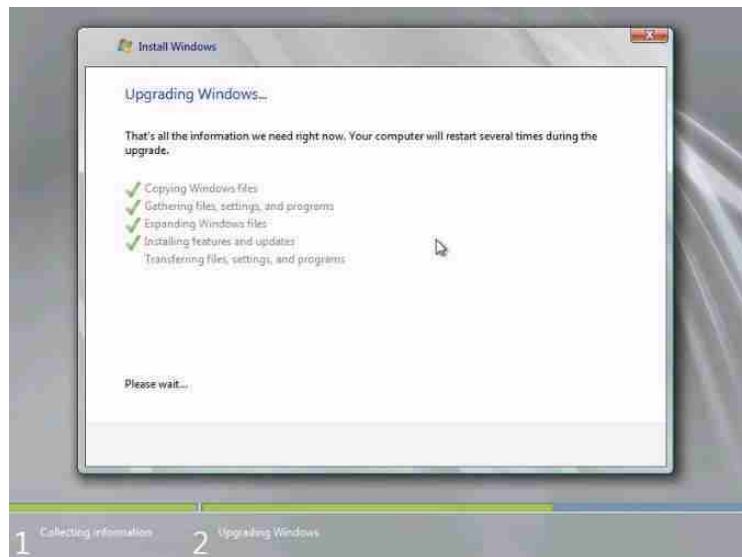 Install Windows
Upgrading Windows...
That's all the information we need right now. Your computer will restart several times during the
upgrade.
Copying Windows files
Gathering files, settings, and programs
Expanding Windows files
Installing features and updates
Transferring files, settings, and programs
Please wait...
1 Collecting information 2 Upgrading Windows